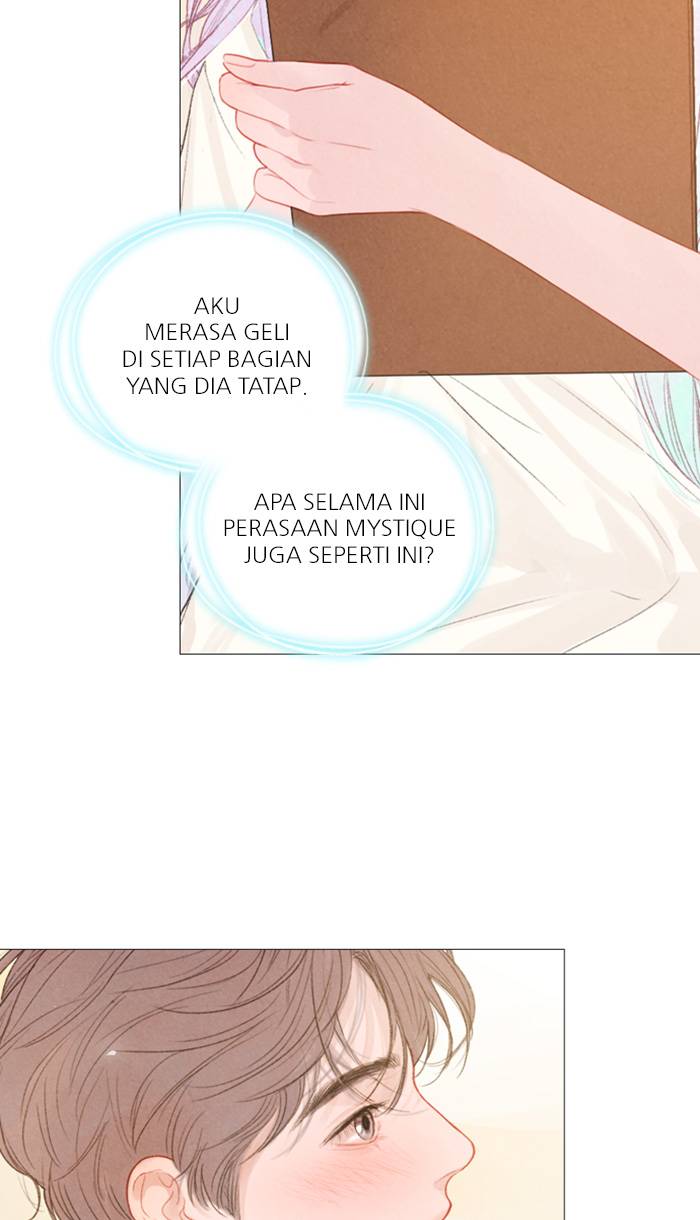 AKU
MERASA GELI
DI SETIAP BAGIAN
YANG DIA TATAP.
APA SELAMA INI
PERASAAN MYSTIQUE
JUGA SEPERTI INI?